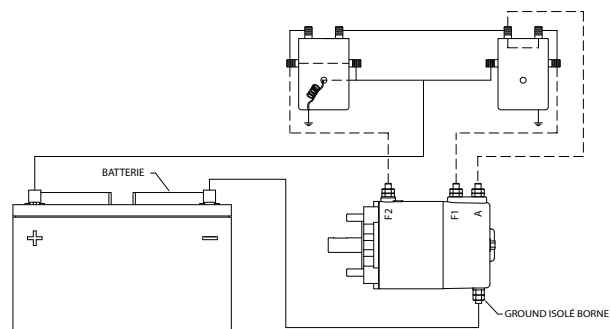 BATTERIE
F2
F1
A
+
−
GROUND ISOLÉ BORNE